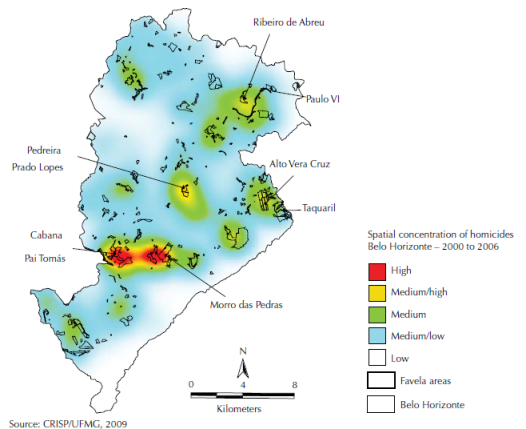 Ribeiro de Abreu
Paulo VI
Pedreira
Prado Lopes
Alto Vera Cruz
Taquaril
Cabana
Pai Tomás
Morro das Pedras
Spatial concentration of homicides
Belo Horizonte – 2000 to 2006
High
Medium/high
Medium
Medium/low
Low
Favela areas
Belo Horizonte
N
0 4 8
Kilometers
Source: CRISP/UFMG, 2009